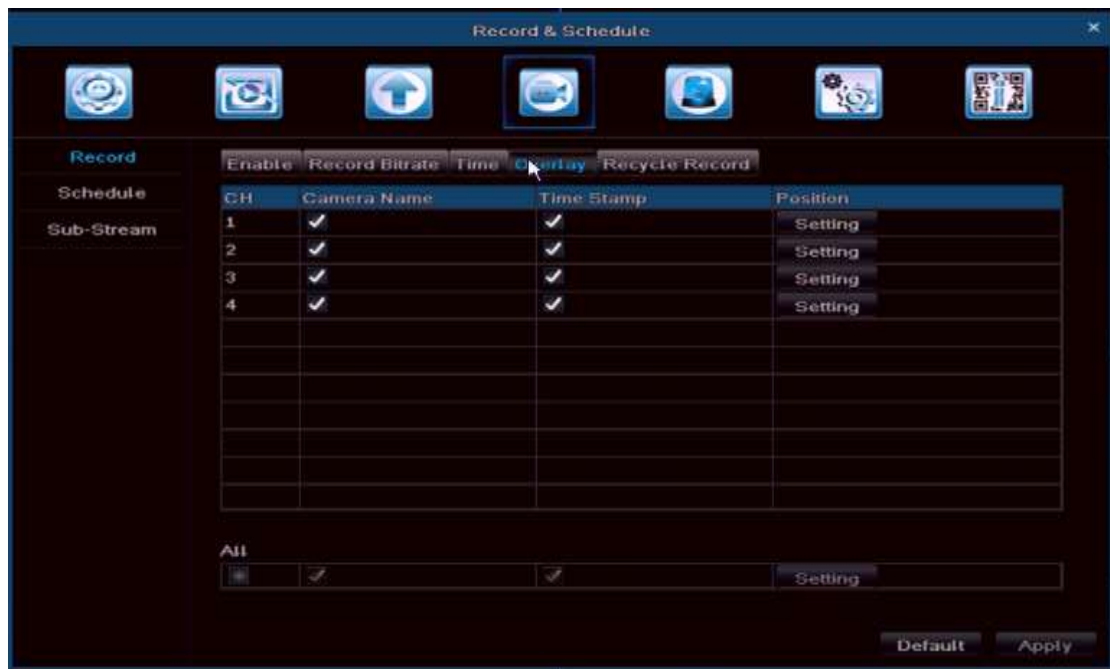 Record & Schedule ×
Record
Schedule
Sub-Stream
Enable Record Bitrate Time Overlay Recycle Record
CH Camera Name Time Stamp Position
1 Setting
2 Setting
3 Setting
4 Setting
All
Setting
Default Apply